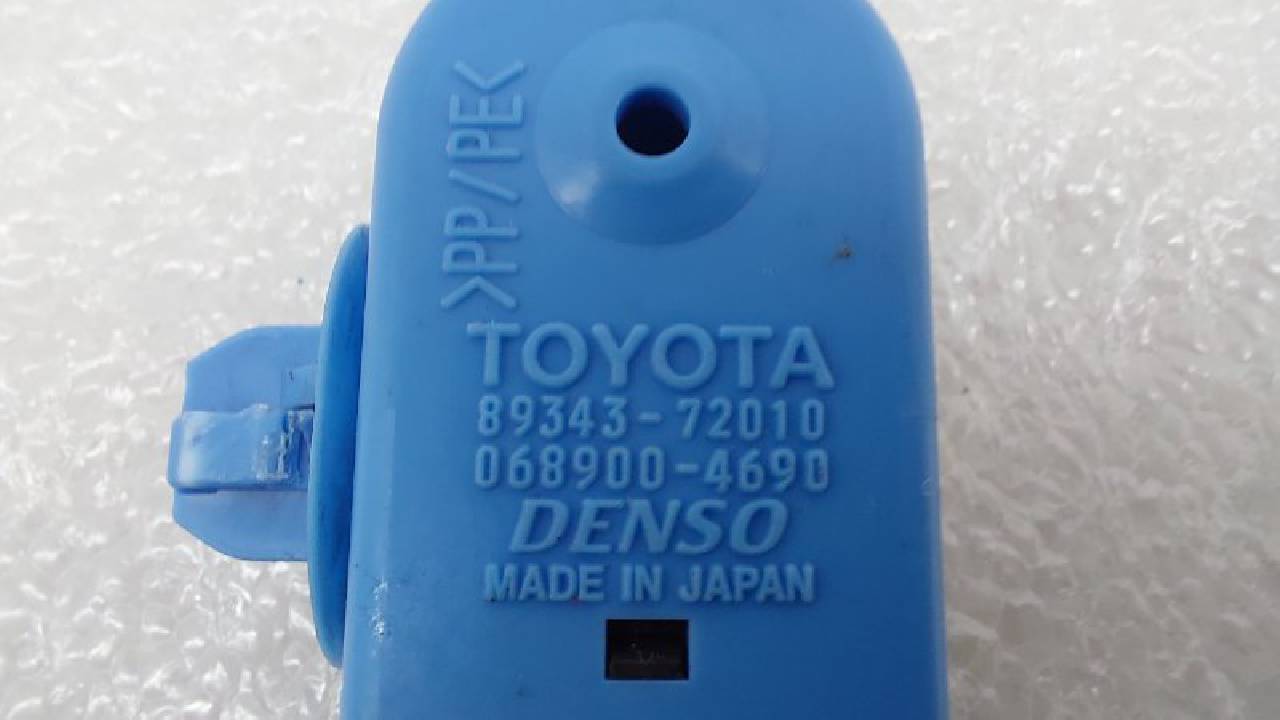 >PP/PE<
TOYOTA
89343-72010
068900-4690
DENSO
MADE IN JAPAN